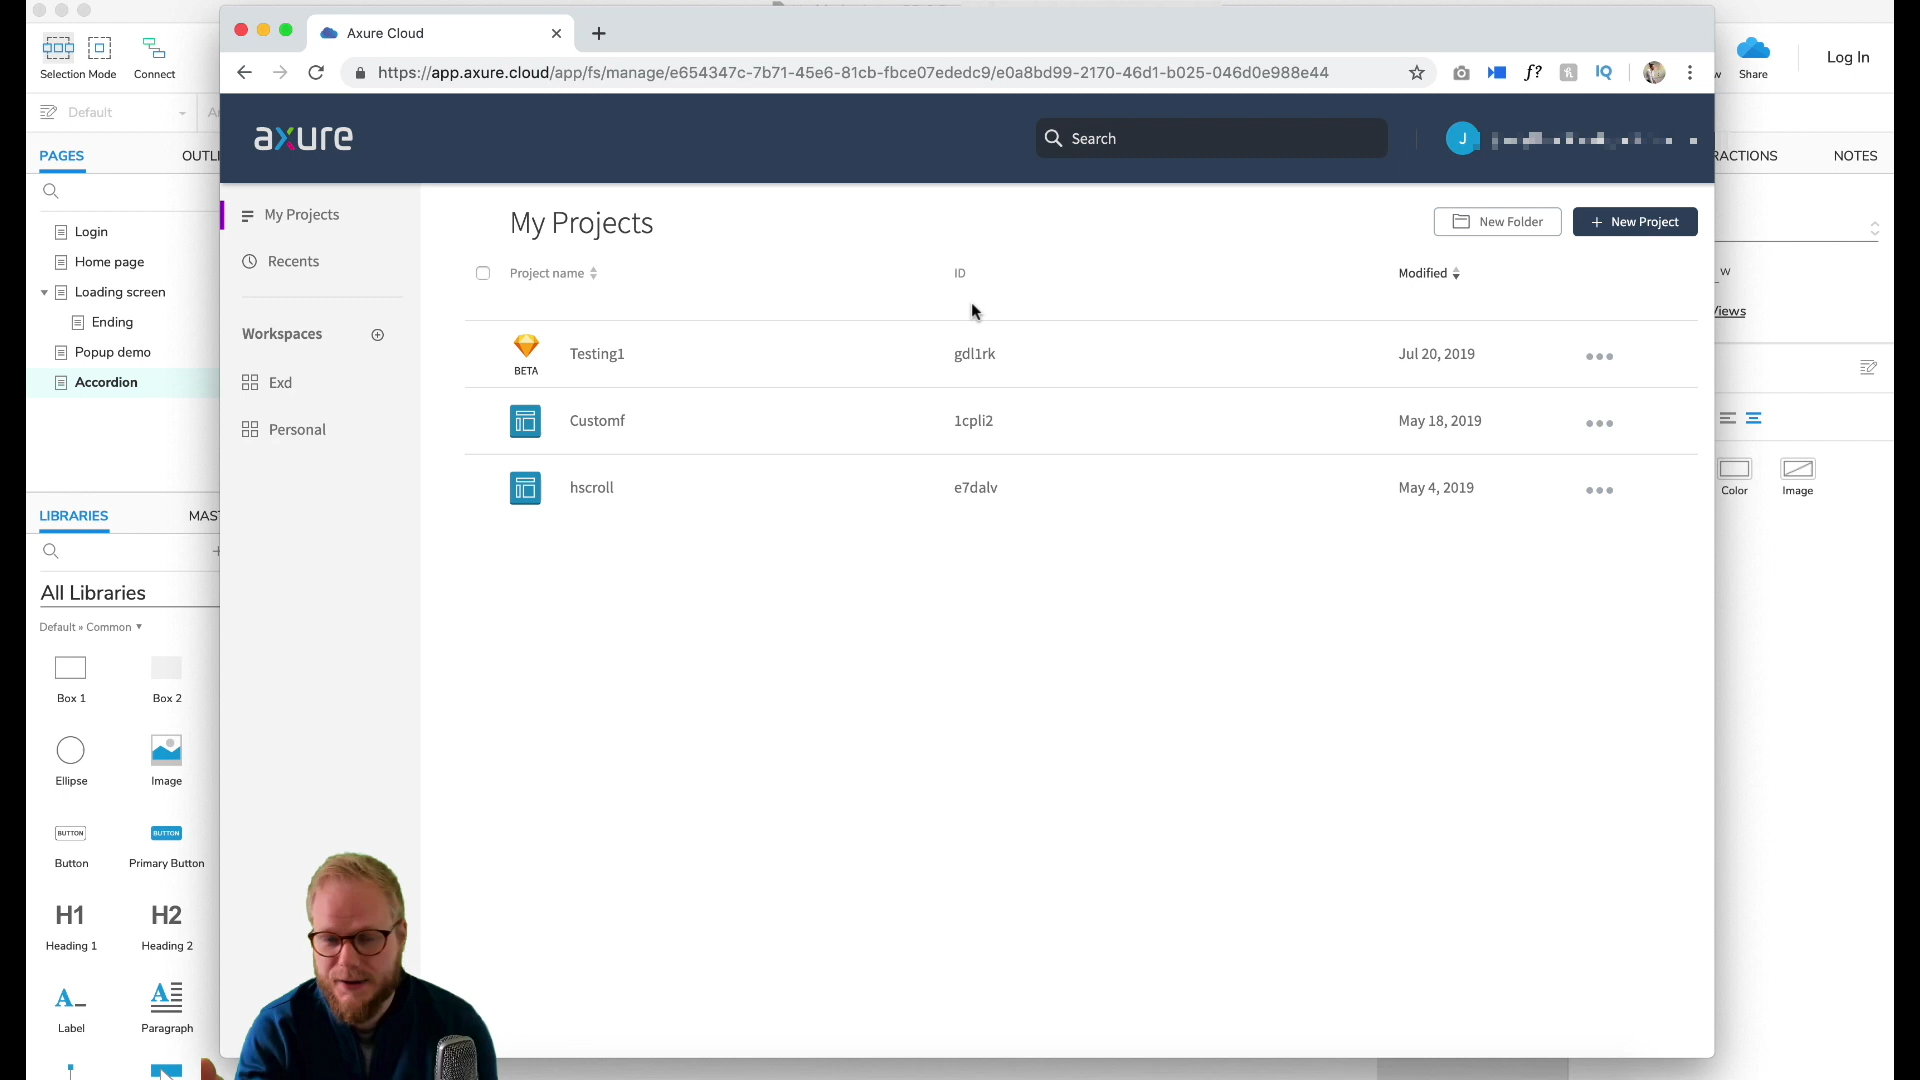 Axure Cloud
Selection Mode
Connect
Share
Log In
https://app.axure.cloud/app/fs/manage/e654347c-7b71-45e6-81cb-fbce07ededc9/e0a8bd99-2170-46d1-b025-046d0e988e44
f?
IQ
Default
axure
Search
J
PAGES
OUTLI
RACTIONS
NOTES
Login
Home page
Loading screen
Ending
Popup demo
Accordion
My Projects
Recents
Workspaces
Exd
Personal
My Projects
New Folder
+ New Project
Project name
ID
Modified
BETA
Testing1
gdl1rk
Jul 20, 2019
Customf
1cpli2
May 18, 2019
hscroll
e7dalv
May 4, 2019
w
Views
Color
Image
LIBRARIES
MAST
All Libraries
Default » Common
Box 1
Box 2
Ellipse
Image
BUTTON
BUTTON
Button
Primary Button
H1
H2
Heading 1
Heading 2
A
A
Label
Paragraph